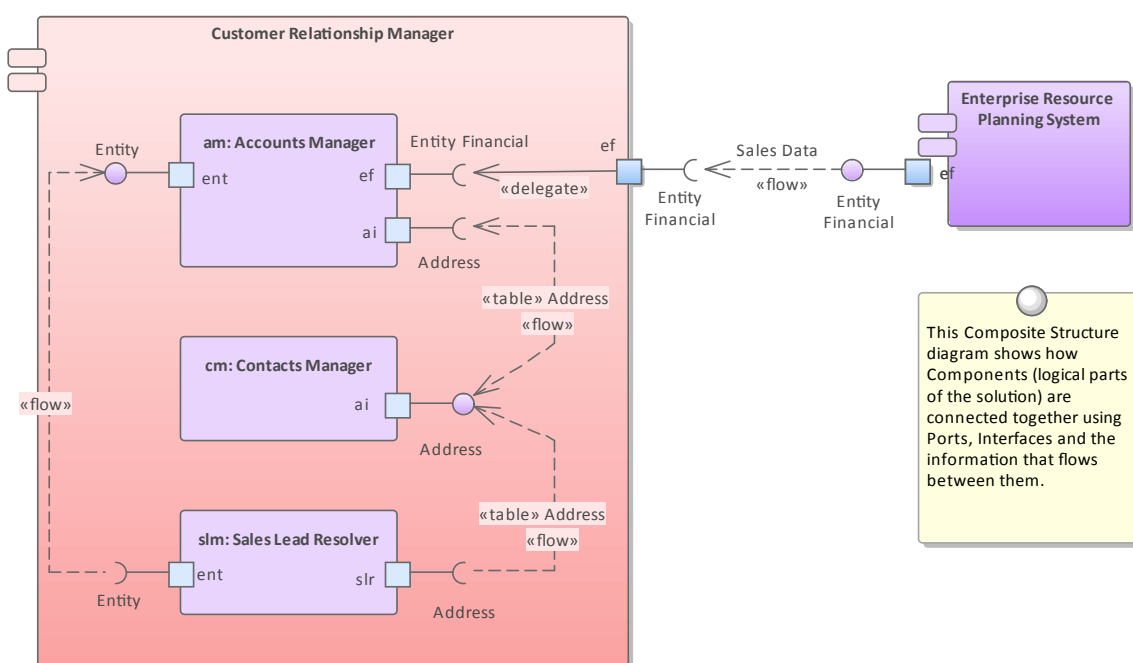 Customer Relationship Manager
Enterprise Resource
Planning System
am: Accounts Manager
Entity Financial
ef
Entity
ent
ef
«delegate»
Sales Data
«flow»
ef
Entity
Financial
Entity
Financial
ai
Address
«table» Address
«flow»
cm: Contacts Manager
ai
Address
«flow»
This Composite Structure
diagram shows how
Components (logical parts
of the solution) are
connected together using
Ports, Interfaces and the
information that flows
between them.
«table» Address
«flow»
slm: Sales Lead Resolver
ent
slr
Entity
Address